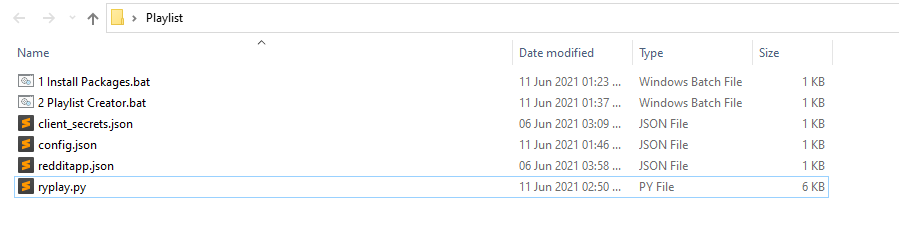 Playlist
Name Date modified Type Size
1 Install Packages.bat 11 Jun 2021 01:23 ... Windows Batch File 1 KB
2 Playlist Creator.bat 11 Jun 2021 01:37 ... Windows Batch File 1 KB
client_secrets.json 06 Jun 2021 03:09 ... JSON File 1 KB
config.json 11 Jun 2021 01:46 ... JSON File 1 KB
redditapp.json 06 Jun 2021 03:58 ... JSON File 1 KB
ryplay.py 11 Jun 2021 02:50 ... PY File 6 KB